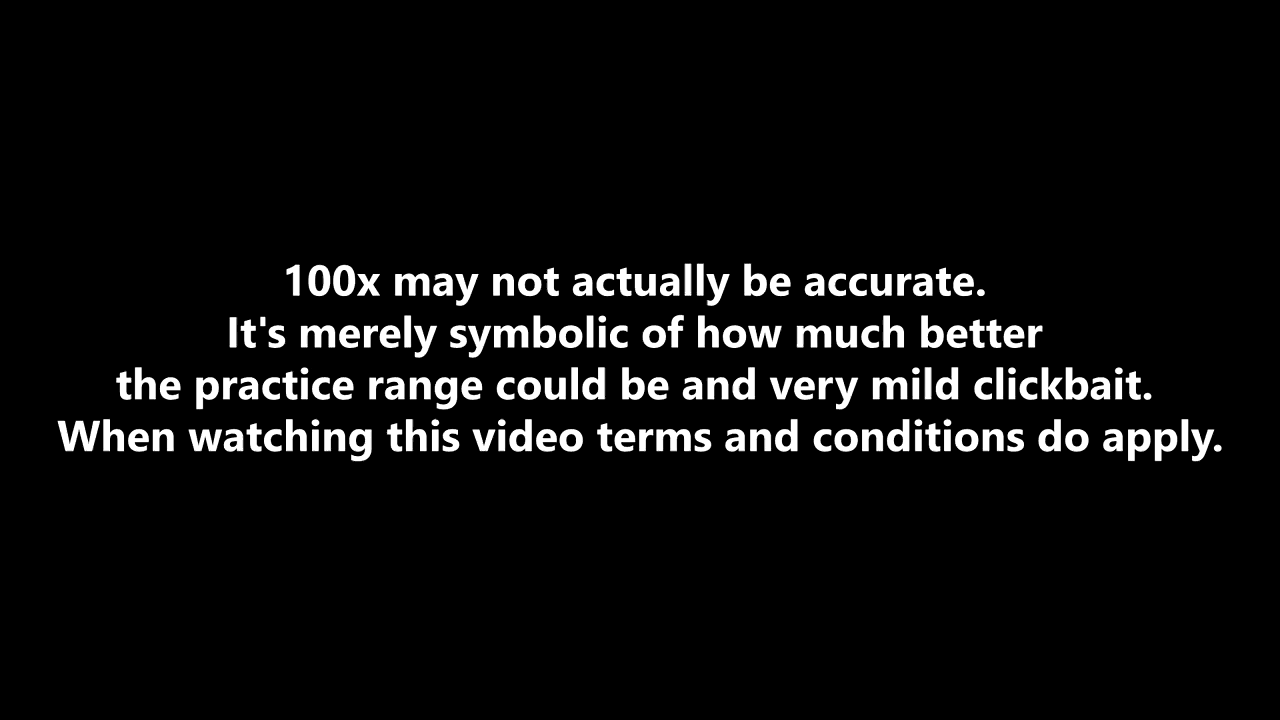 100x may not actually be accurate.
It's merely symbolic of how much better
the practice range could be and very mild clickbait.
When watching this video terms and conditions do apply.